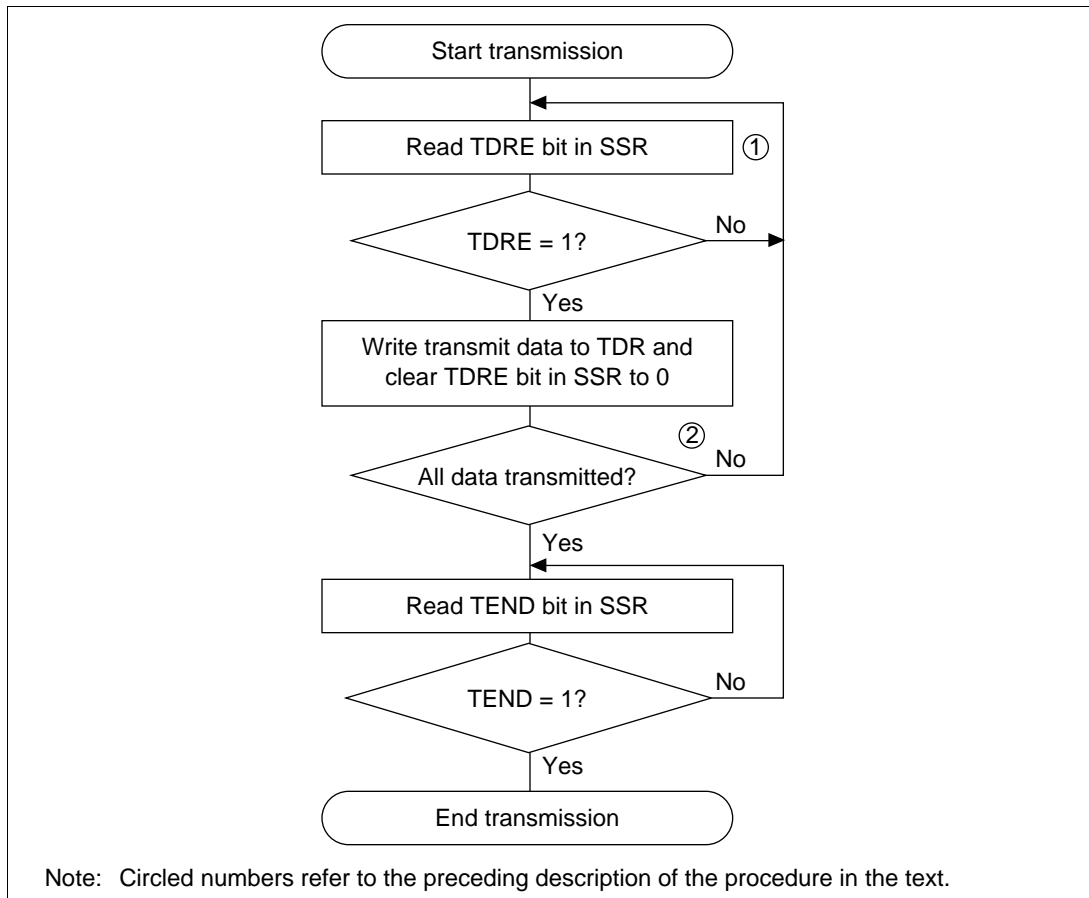 Start transmission
Read TDRE bit in SSR
①
TDRE = 1?
No
Yes
Write transmit data to TDR and
clear TDRE bit in SSR to 0
②
All data transmitted?
No
Yes
Read TEND bit in SSR
TEND = 1?
No
Yes
End transmission
Note: Circled numbers refer to the preceding description of the procedure in the text.